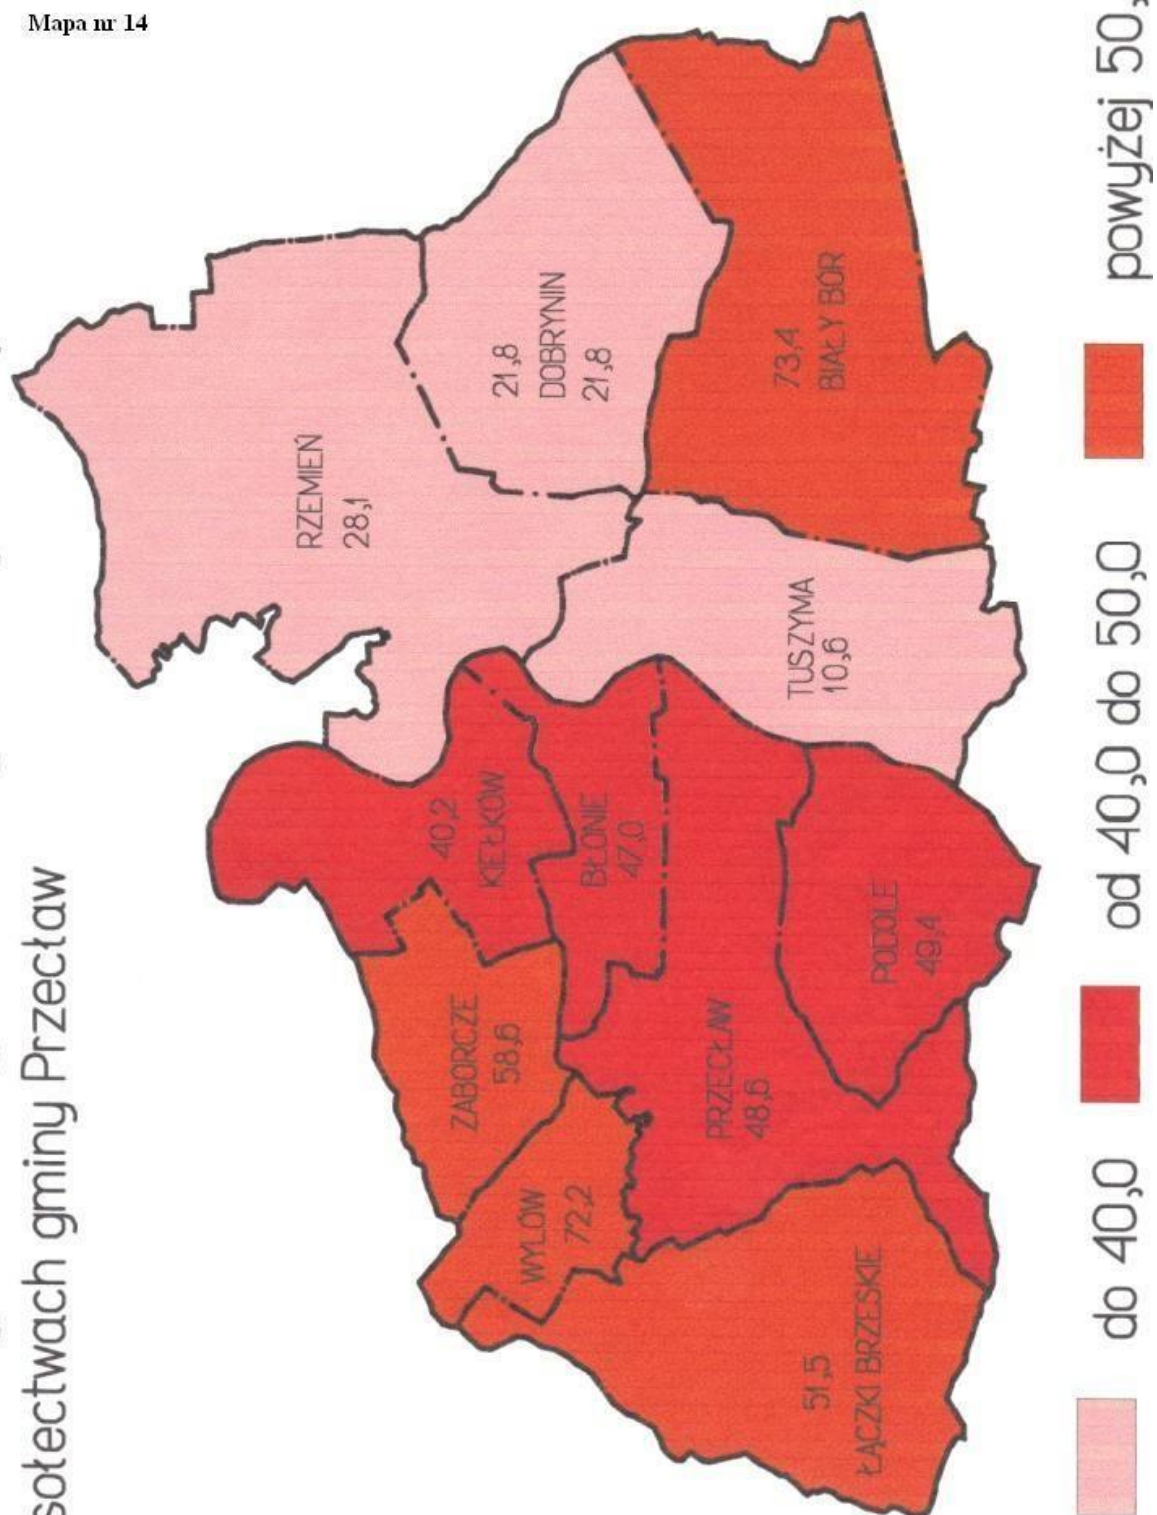 Mapa nr 14
sołectwach gminy Przecław
RZEMIEŃ
28,1
21,8
DOBRYNIN
21,8
73,4
BIAŁY BÓR
TUSZYMA
10,6
40,2
KIEŁKÓW
BŁONIE
47,0
ZABORCZE
58,6
WYLÓW
72,2
PRZECŁAW
48,6
PODOLE
49,4
51,5
ŁĄCZKI BRZESKIE
do 40,0
od 40,0 do 50,0
powyżej 50,